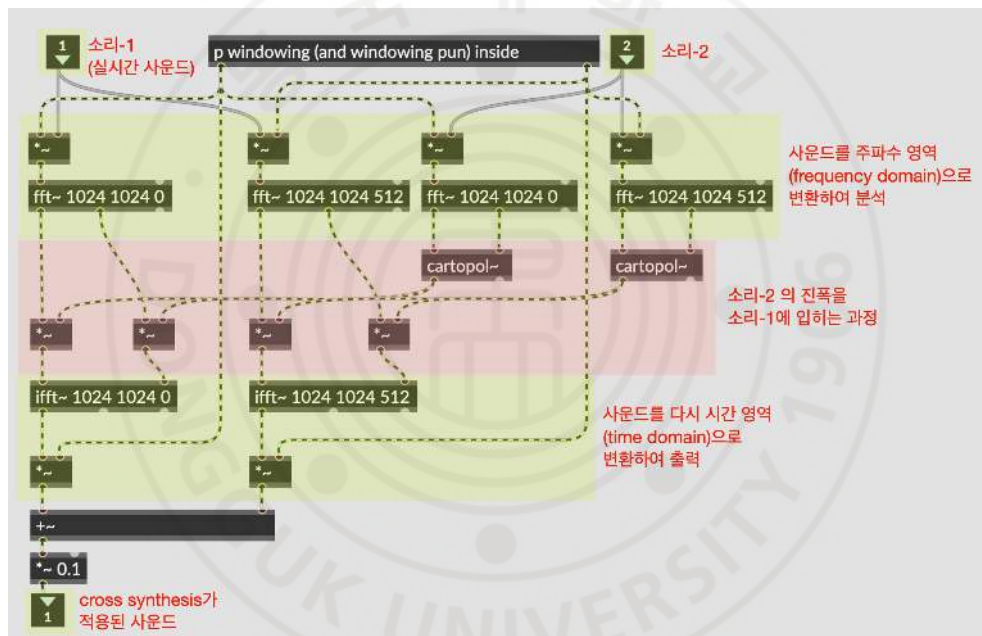 1
소리-1
(실시간 사운드)
p windowing (and windowing pun) inside
2
소리-2
*~
*~
*~
*~
사운드를 주파수 영역
(frequency domain)으로
변환하여 분석
fft~ 1024 1024 0
fft~ 1024 1024 512
fft~ 1024 1024 0
fft~ 1024 1024 512
cartopol~
cartopol~
소리-2 의 진폭을
소리-1에 입히는 과정
*~
*~
*~
*~
ifft~ 1024 1024 0
ifft~ 1024 1024 512
사운드를 다시 시간 영역
(time domain)으로
변환하여 출력
*~
*~
+~
*~ 0.1
1
cross synthesis가
적용된 사운드
DONGGUK UNIVERSITY 1906